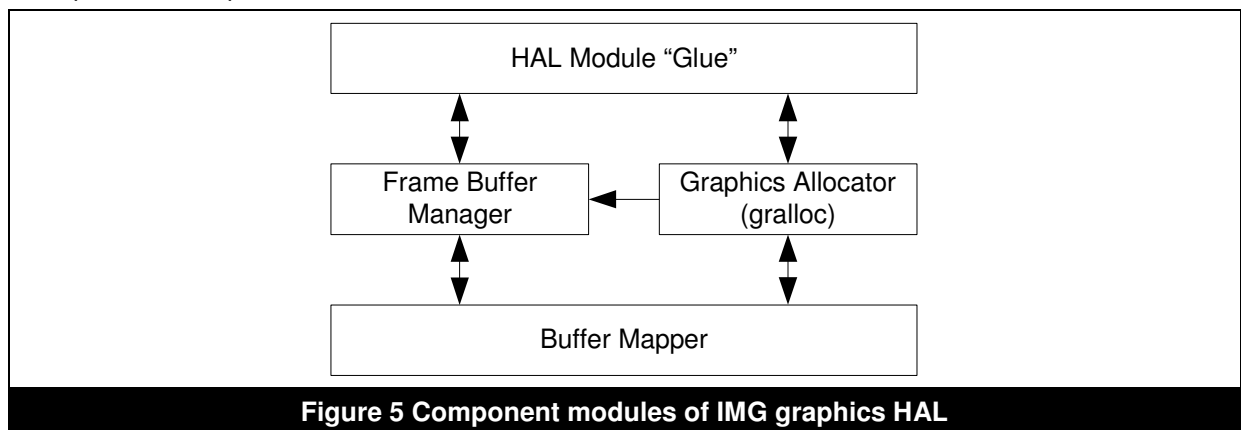 HAL Module “Glue”
Frame Buffer
Manager
Graphics Allocator
(gralloc)
Buffer Mapper
Figure 5 Component modules of IMG graphics HAL